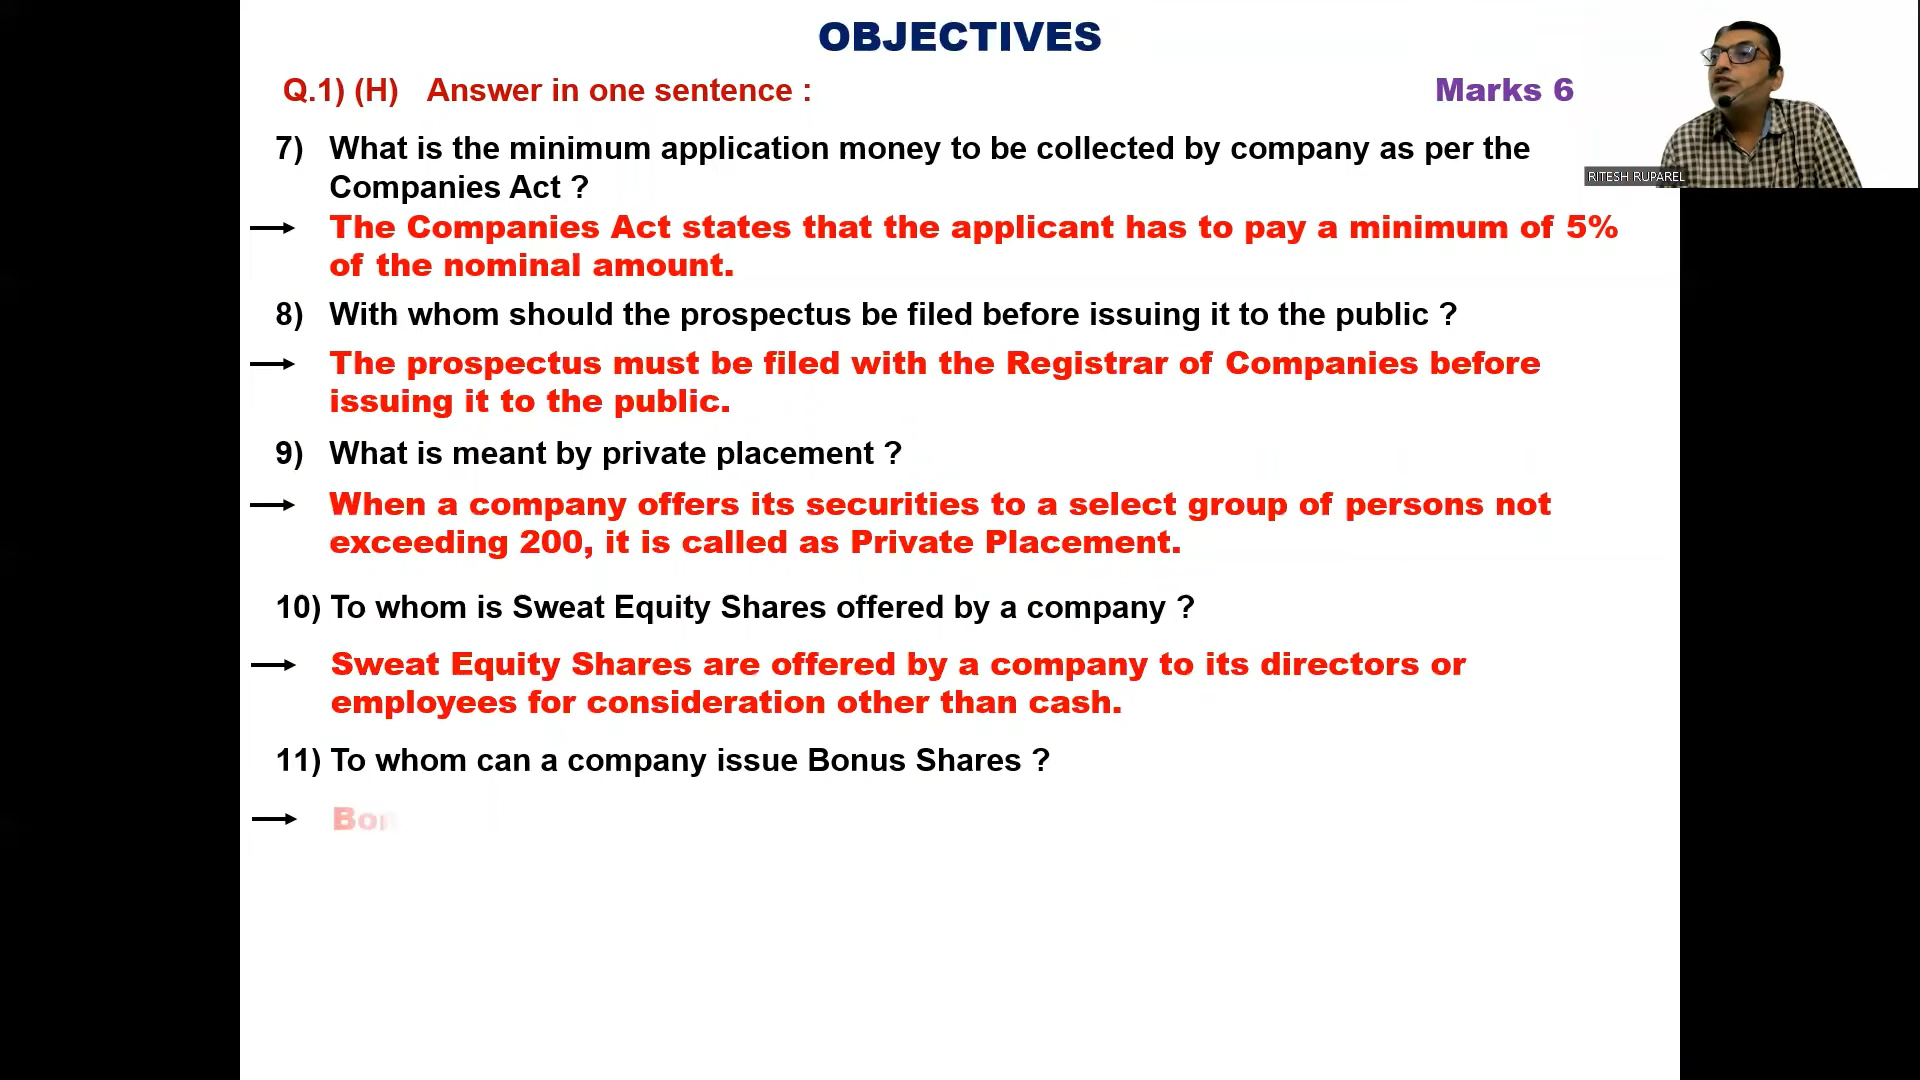 OBJECTIVES
Q.1) (H) Answer in one sentence :
Marks 6
7) What is the minimum application money to be collected by company as per the
Companies Act ?
RITESH RUPAREL
The Companies Act states that the applicant has to pay a minimum of 5%
of the nominal amount.
8) With whom should the prospectus be filed before issuing it to the public ?
The prospectus must be filed with the Registrar of Companies before
issuing it to the public.
9) What is meant by private placement ?
When a company offers its securities to a select group of persons not
exceeding 200, it is called as Private Placement.
10) To whom is Sweat Equity Shares offered by a company ?
Sweat Equity Shares are offered by a company to its directors or
employees for consideration other than cash.
11) To whom can a company issue Bonus Shares ?